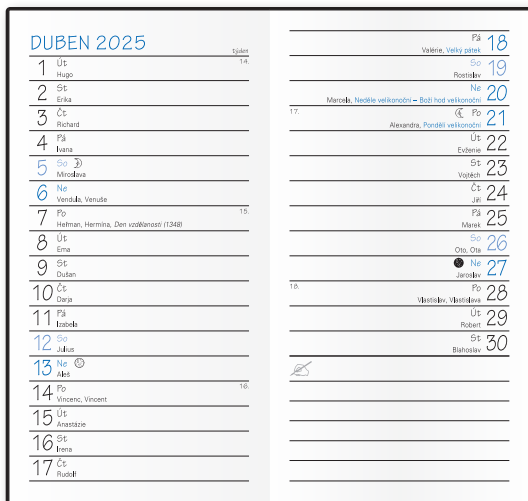 DUBEN 2025
týden
1 Út 14.
Hugo
2 St
Erika
3 Čt
Richard
4 Pá
Ivana
5 So
Miroslava
6 Ne
Vendula, Venuše
7 Po 15.
Heřman, Hermína, Den vzdělanosti (1348)
8 Út
Ema
9 St
Dušan
10 Čt
Darja
11 Pá
Izabela
12 So
Julius
13 Ne
Aleš
14 Po 16.
Vincenc, Vincent
15 Út
Anastázie
16 St
Irena
17 Čt
Rudolf
Pá 18
Valérie, Velký pátek
So 19
Rostislav
Ne 20
Marcela, Neděle velikonoční – Boží hod velikonoční
17. Po 21
Alexandra, Pondělí velikonoční
Út 22
Evženie
St 23
Vojtěch
Čt 24
Jiří
Pá 25
Marek
So 26
Oto, Ota
Ne 27
Jaroslav
18. Po 28
Vlastislav, Vlastislava
Út 29
Robert
St 30
Blahoslav